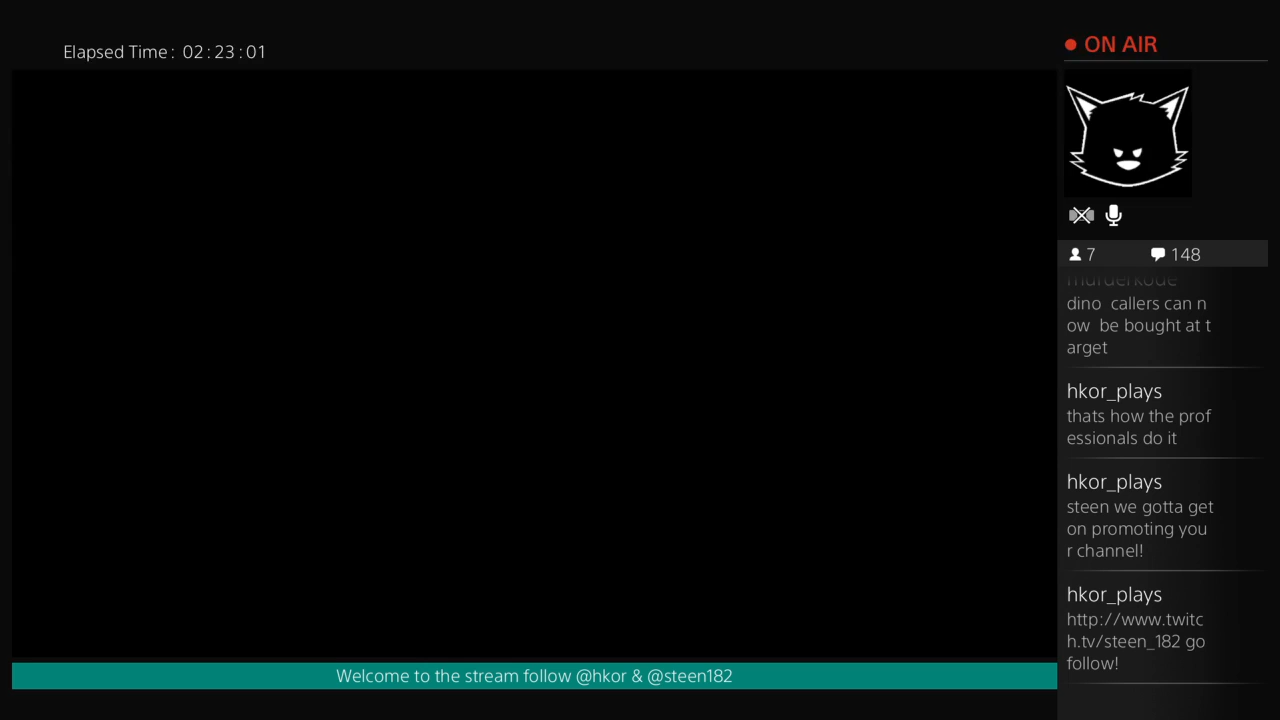 Elapsed Time: 02:23:01
ON AIR
7 148
murderkode
dino callers can n
ow be bought at t
arget
hkor_plays
thats how the prof
essionals do it
hkor_plays
steen we gotta get
on promoting you
r channel!
hkor_plays
http://www.twitc
h.tv/steen_182 go
follow!
Welcome to the stream follow @hkor & @steen182